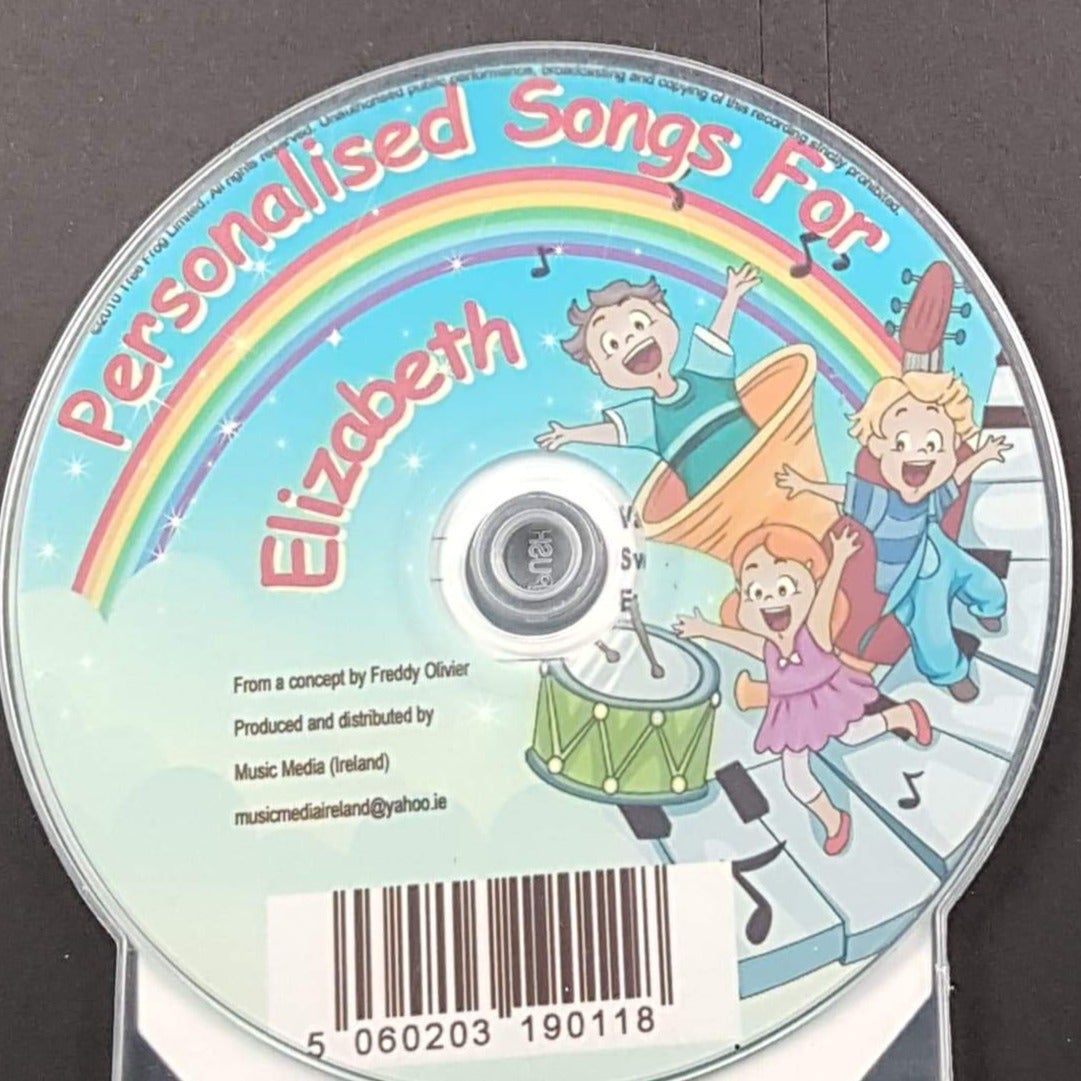 ©2010 Tree Frog Limited. All rights reserved. Unauthorised public performance, broadcasting and copying of this recording strictly prohibited.
Personalised Songs For
Elizabeth
From a concept by Freddy Olivier
Produced and distributed by
Music Media (Ireland)
musicmediaireland@yahoo.ie
5 060203 190118